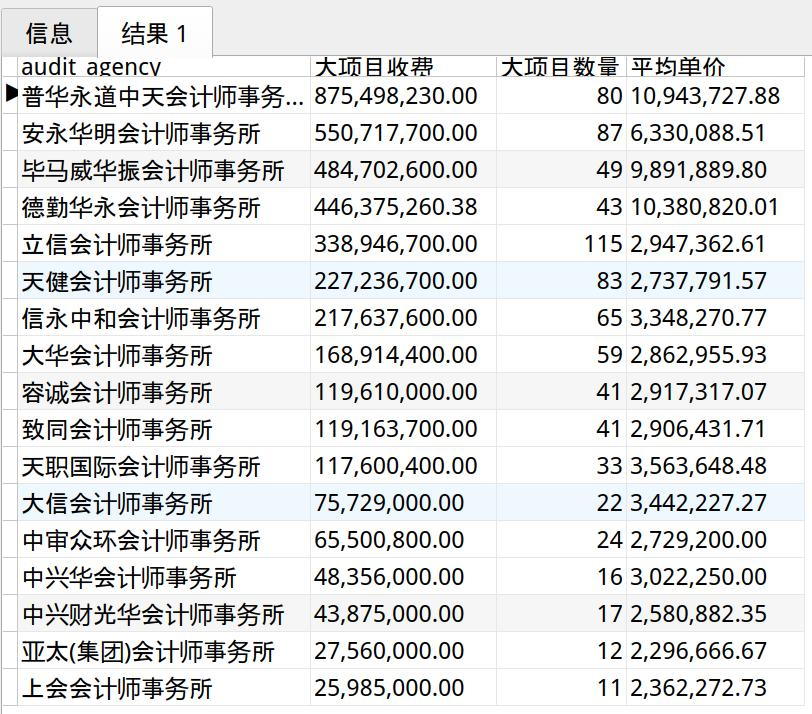 信息 结果 1
audit_agency 大项目收费 大项目数量 平均单价
普华永道中天会计师事务... 875,498,230.00 80 10,943,727.88
安永华明会计师事务所 550,717,700.00 87 6,330,088.51
毕马威华振会计师事务所 484,702,600.00 49 9,891,889.80
德勤华永会计师事务所 446,375,260.38 43 10,380,820.01
立信会计师事务所 338,946,700.00 115 2,947,362.61
天健会计师事务所 227,236,700.00 83 2,737,791.57
信永中和会计师事务所 217,637,600.00 65 3,348,270.77
大华会计师事务所 168,914,400.00 59 2,862,955.93
容诚会计师事务所 119,610,000.00 41 2,917,317.07
致同会计师事务所 119,163,700.00 41 2,906,431.71
天职国际会计师事务所 117,600,400.00 33 3,563,648.48
大信会计师事务所 75,729,000.00 22 3,442,227.27
中审众环会计师事务所 65,500,800.00 24 2,729,200.00
中兴华会计师事务所 48,356,000.00 16 3,022,250.00
中兴财光华会计师事务所 43,875,000.00 17 2,580,882.35
亚太(集团)会计师事务所 27,560,000.00 12 2,296,666.67
上会会计师事务所 25,985,000.00 11 2,362,272.73